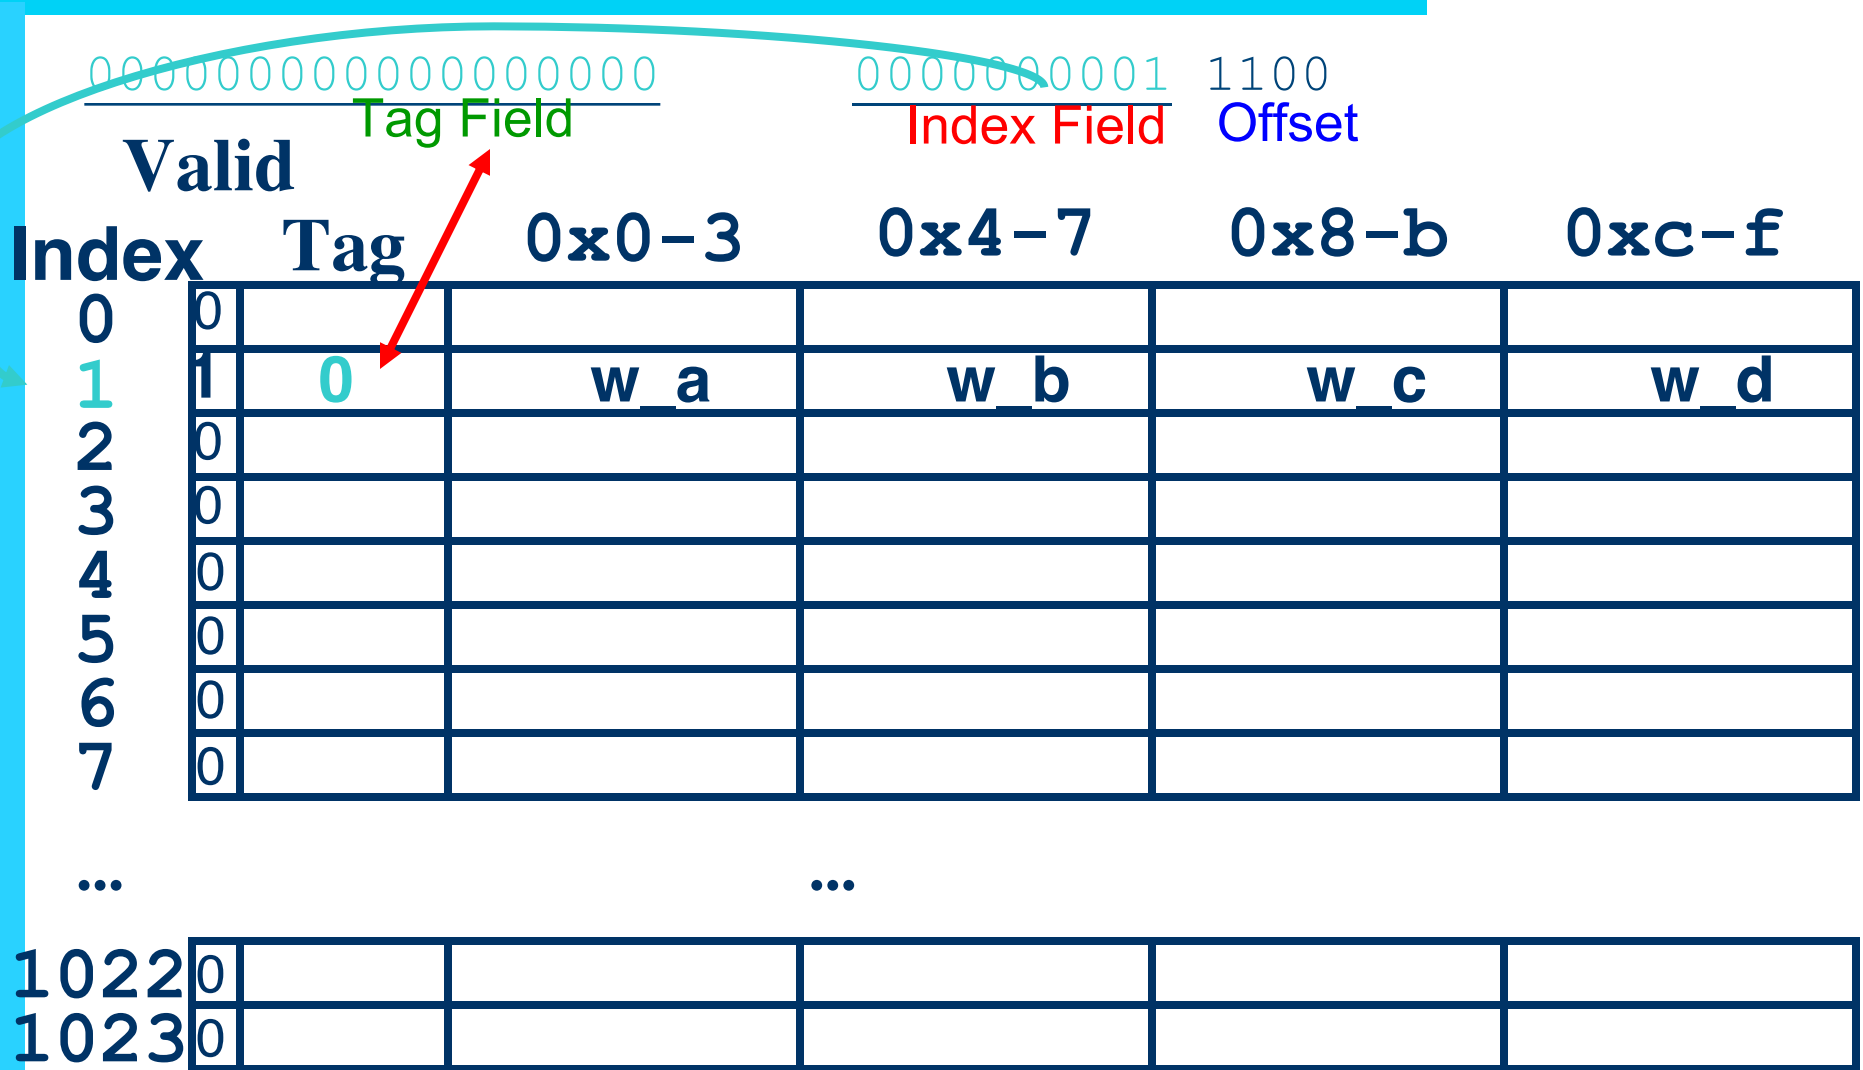 000000000000000000 0000000001 1100
Tag Field Index Field Offset
Valid
Index Tag 0x0-3 0x4-7 0x8-b 0xc-f
0 0
1 1 0 w_a w_b w_c w_d
2 0
3 0
4 0
5 0
6 0
7 0
... ...
1022 0
1023 0